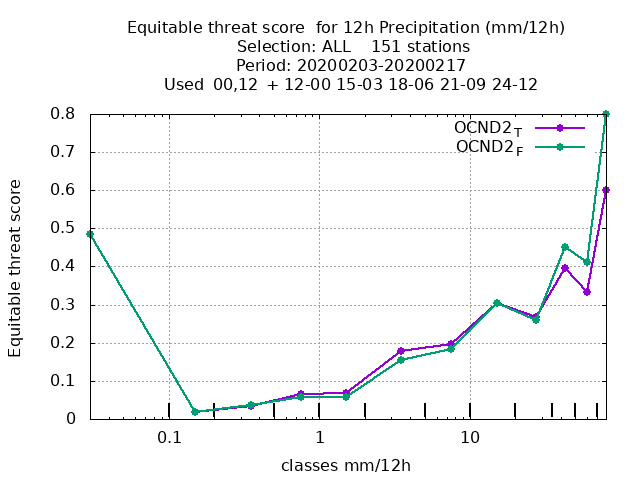 Equitable threat score  for 12h Precipitation (mm/12h)
Selection: ALL    151 stations
Period: 20200203-20200217
Used  00,12  + 12-00 15-03 18-06 21-09 24-12
OCND2T
OCND2F
0.8
0.7
0.6
0.5
0.4
0.3
0.2
0.1
0
Equitable threat score
0.1 1 10
classes mm/12h